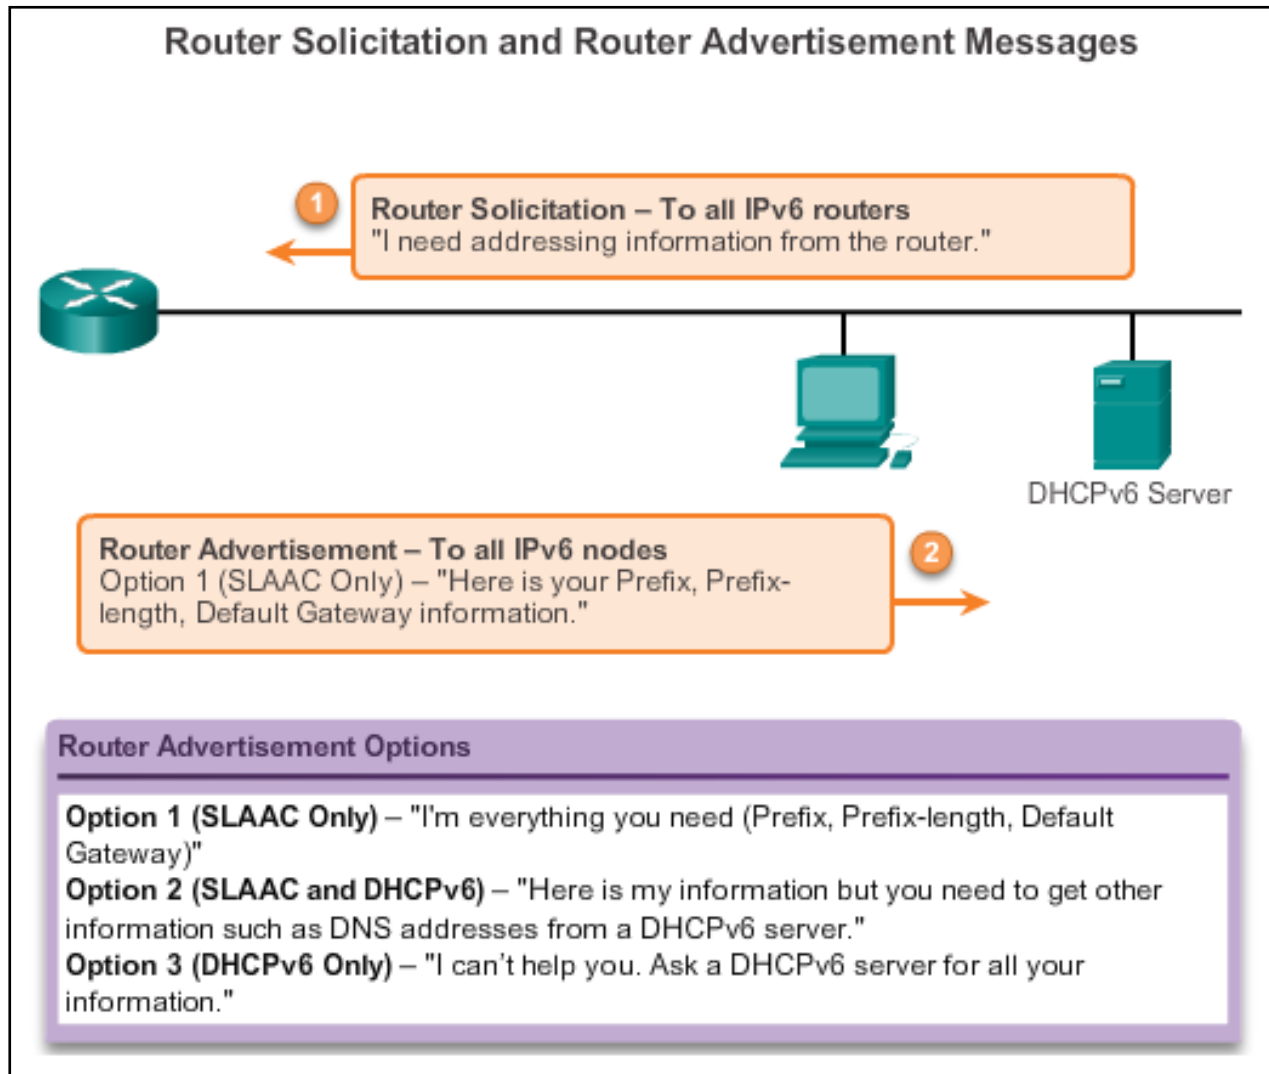 Router Solicitation and Router Advertisement Messages
1
Router Solicitation – To all IPv6 routers
"I need addressing information from the router."
DHCPv6 Server
Router Advertisement – To all IPv6 nodes
Option 1 (SLAAC Only) – "Here is your Prefix, Prefix-
length, Default Gateway information."
2
Router Advertisement Options
Option 1 (SLAAC Only) – "I'm everything you need (Prefix, Prefix-length, Default
Gateway)"
Option 2 (SLAAC and DHCPv6) – "Here is my information but you need to get other
information such as DNS addresses from a DHCPv6 server."
Option 3 (DHCPv6 Only) – "I can't help you. Ask a DHCPv6 server for all your
information."